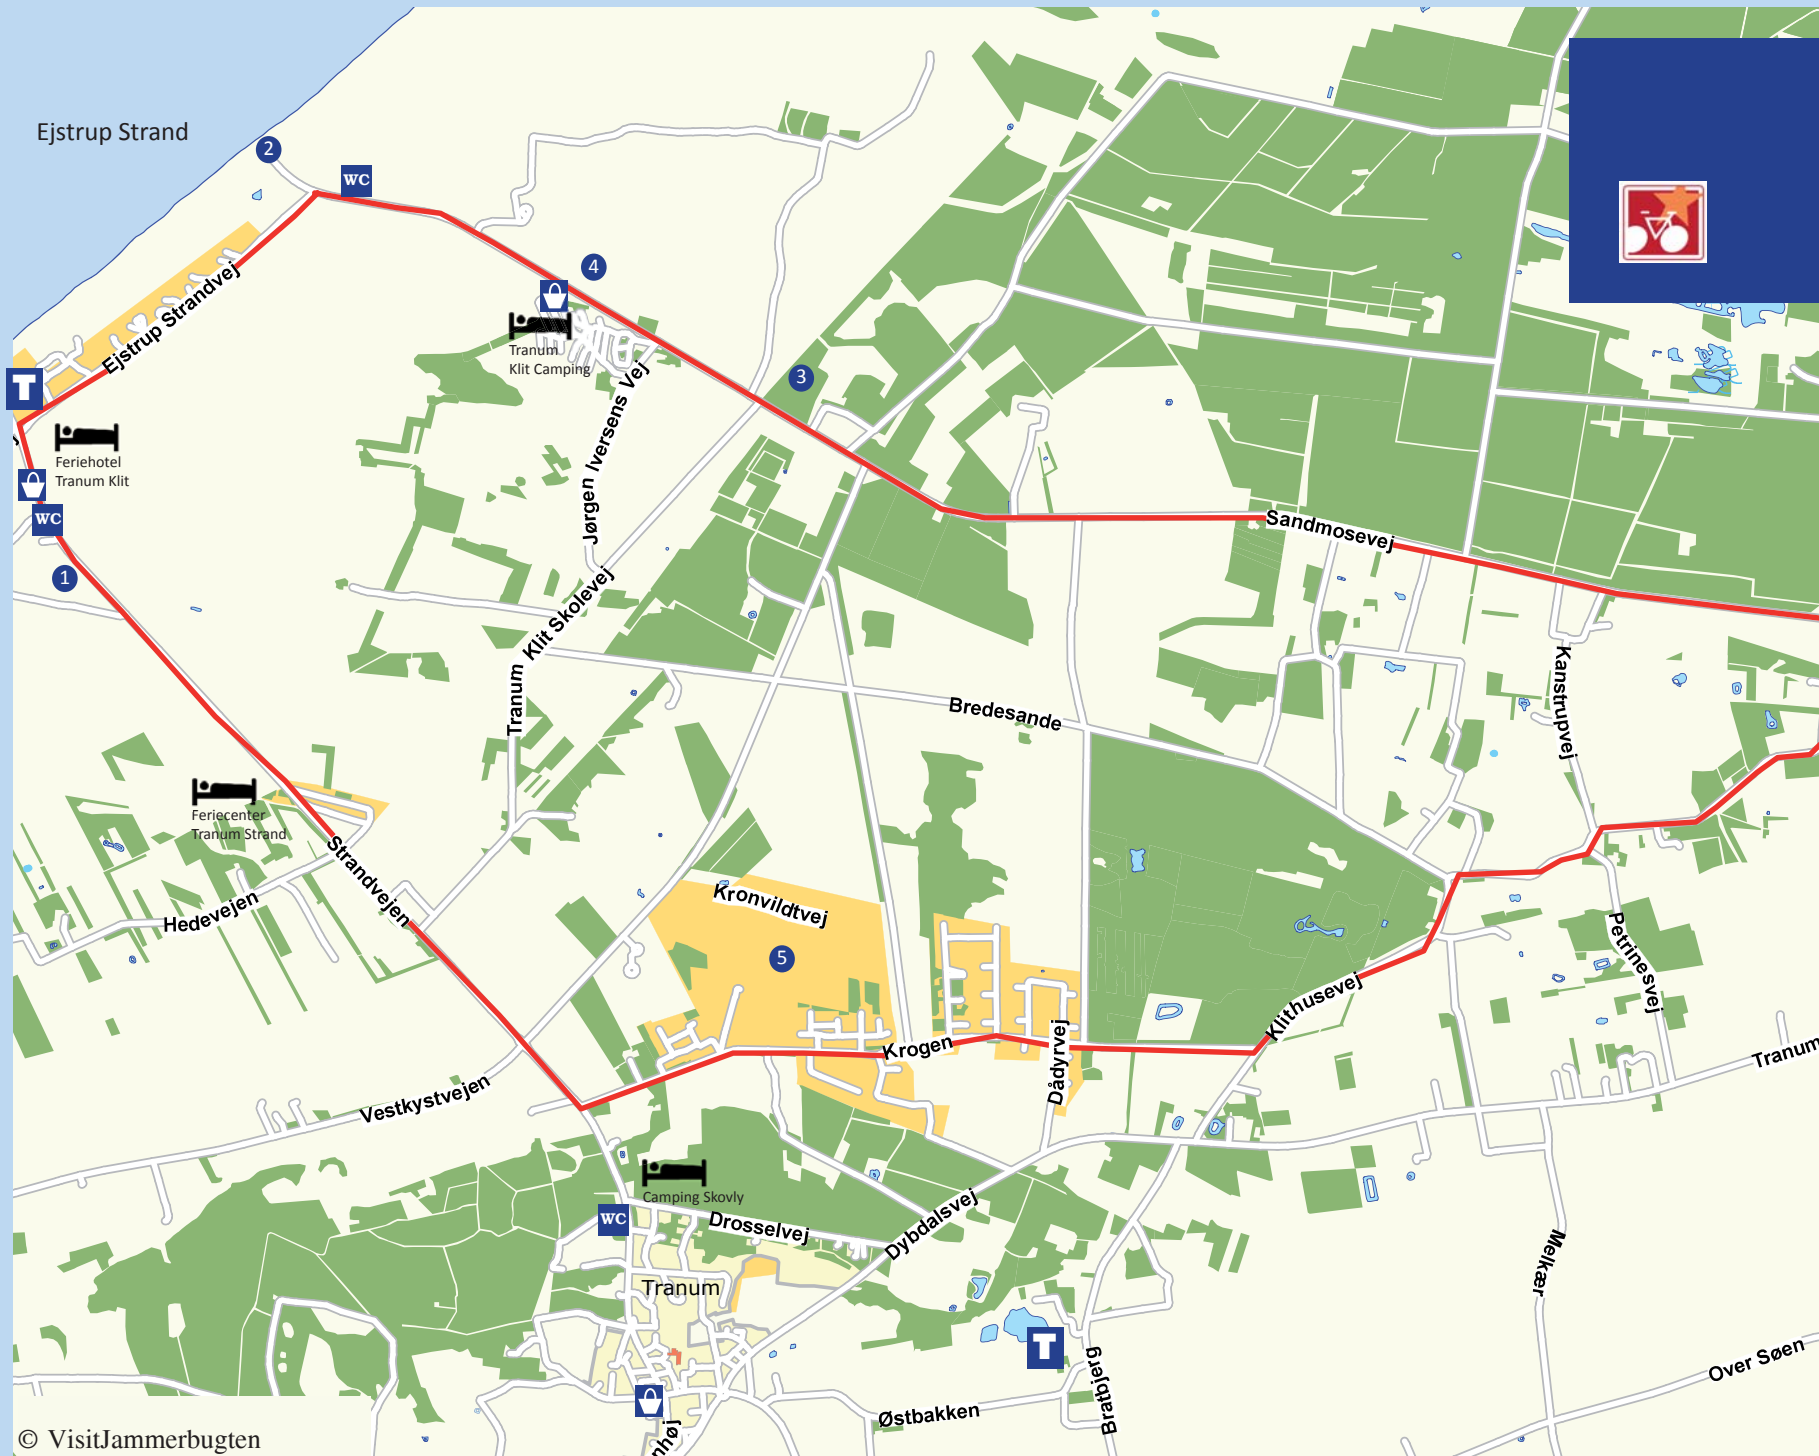 Ejstrup Strand
2
WC
4
Ejstrup Strandvej
T
Tranum
Klit Camping
3
Feriehotel
Tranum Klit
Jørgen Iversens Vej
WC
1
Sandmosevej
Tranum Klit Skolevej
Kanstrupvej
Bredesande
Feriecenter
Tranum Strand
Strandvejen
Hedevejen
Kronvildtvej
5
Petrinesvej
Klithusevej
Krogen
Dådyrvej
Tranum
Vestkystvejen
Camping Skovly
WC
Drosselvej
Dybdalsvej
Melkær
Tranum
T
Bratbjerg
Over Søen
Østbakken
nhøj
© VisitJammerbugten